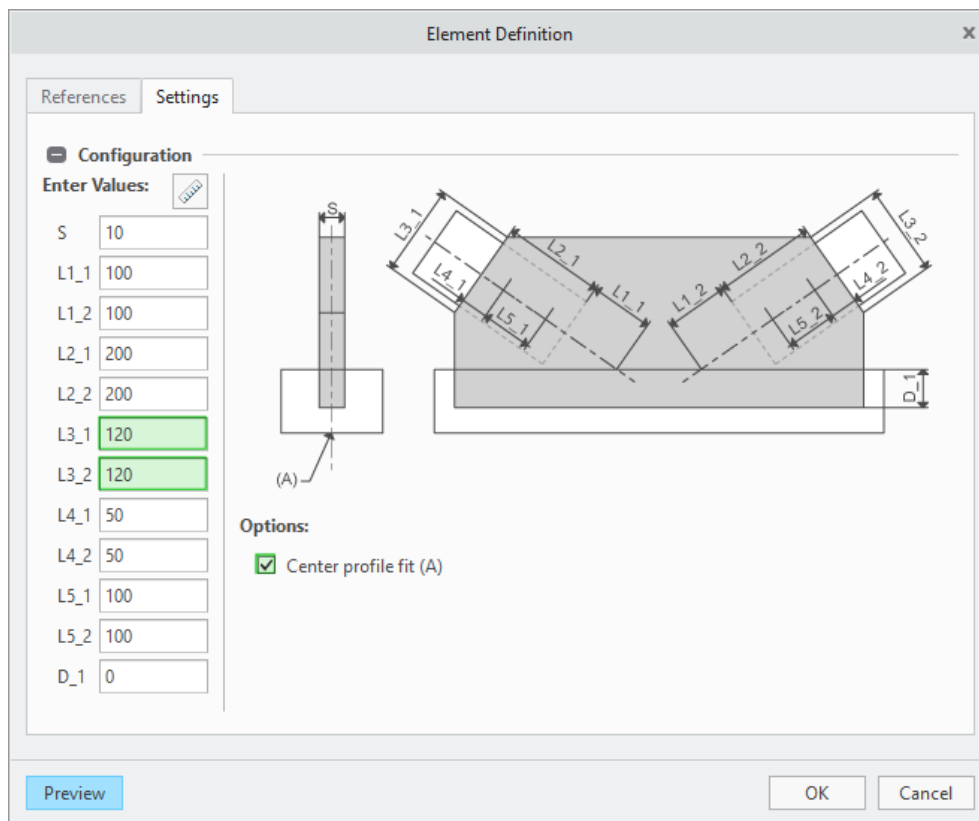 Element Definition
References
Settings
Configuration
Enter Values:
S 10
L1_1 100
L1_2 100
L2_1 200
L2_2 200
L3_1 120
L3_2 120
L4_1 50
L4_2 50
L5_1 100
L5_2 100
D_1 0
S
L3_1
L2_1
L4_1
L5_1
L1_1
L1_2
L2_2
L3_2
L4_2
L5_2
D_1
(A)
Options:
Center profile fit (A)
Preview
OK
Cancel